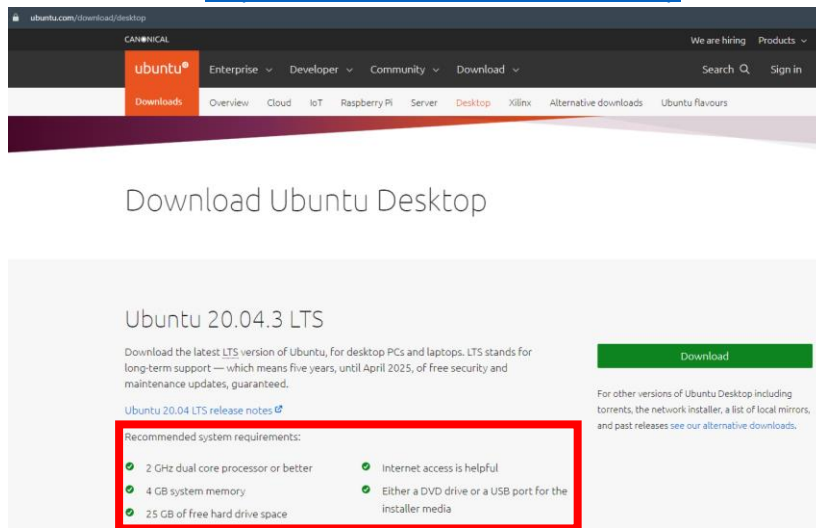 ubuntu.com/download/desktop
CANONICAL
We are hiring Products
ubuntu® Enterprise Developer Community Download Search Sign in
Downloads Overview Cloud IoT Raspberry Pi Server Desktop Xilinx Alternative downloads Ubuntu flavours
Download Ubuntu Desktop
Ubuntu 20.04.3 LTS
Download the latest LTS version of Ubuntu, for desktop PCs and laptops. LTS stands for
long-term support — which means five years, until April 2025, of free security and
maintenance updates, guaranteed.
Ubuntu 20.04 LTS release notes
Recommended system requirements:
2 GHz dual core processor or better
4 GB system memory
25 GB of free hard drive space
Internet access is helpful
Either a DVD drive or a USB port for the
installer media
Download
For other versions of Ubuntu Desktop including
torrents, the network installer, a list of local mirrors,
and past releases see our alternative downloads.